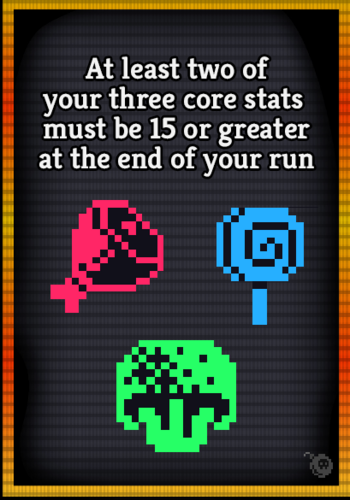 At least two of
your three core stats
must be 15 or greater
at the end of your run